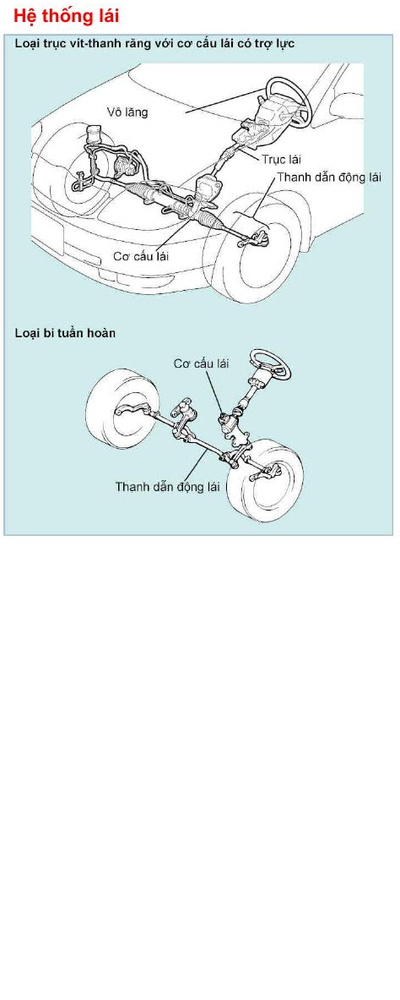 Hệ thống lái
Loại trục vít-thanh răng với cơ cấu lái có trợ lực
Vô lăng
Trục lái
Thanh dẫn động lái
Cơ cấu lái
Loại bi tuần hoàn
Cơ cấu lái
Thanh dẫn động lái